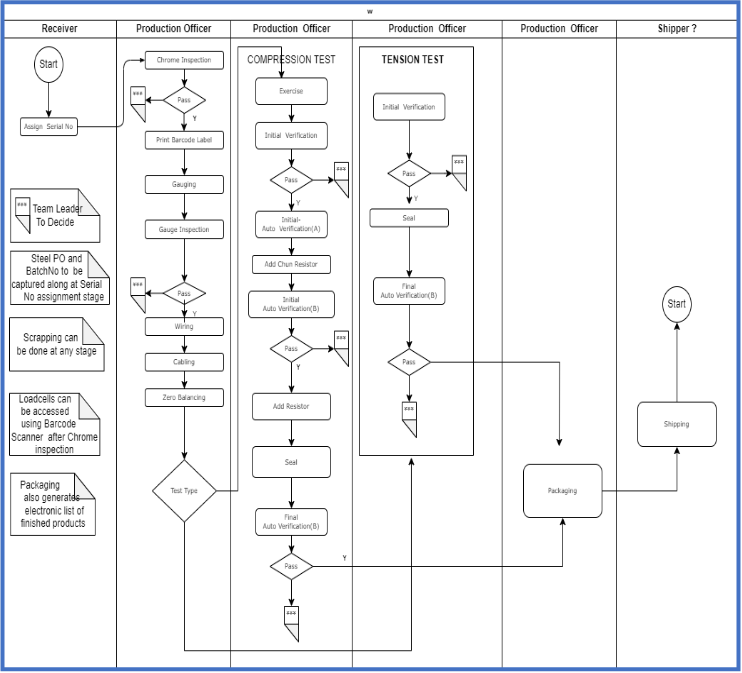 w
Receiver
Production Officer
Production Officer
Production Officer
Production Officer
Shipper ?
Start
Assign Serial No
###
Team Leader
To Decide
Steel PO and
BatchNo to be
captured along at Serial
No assignment stage
Scrapping can
be done at any stage
Loadcells can
be accessed
using Barcode
Scanner after Chrome
inspection
Packaging
also generates
electronic list of
finished products
Chrome Inspection
###
Pass
Y
Print Barcode Label
Gauging
Gauge Inspection
###
Pass
Y
Wiring
Cabling
Zero Balancing
Test Type
COMPRESSION TEST
Exercise
Initial Verification
###
Pass
Y
Initial-
Auto Verification(A)
Add Chun Resistor
Initial
Auto Verification(B)
###
Pass
Y
Add Resistor
Seal
Final
Auto Verification(B)
Y
Pass
###
TENSION TEST
Initial Verification
###
Pass
Y
Seal
Final
Auto Verification(B)
Pass
###
Packaging
Start
Shipping